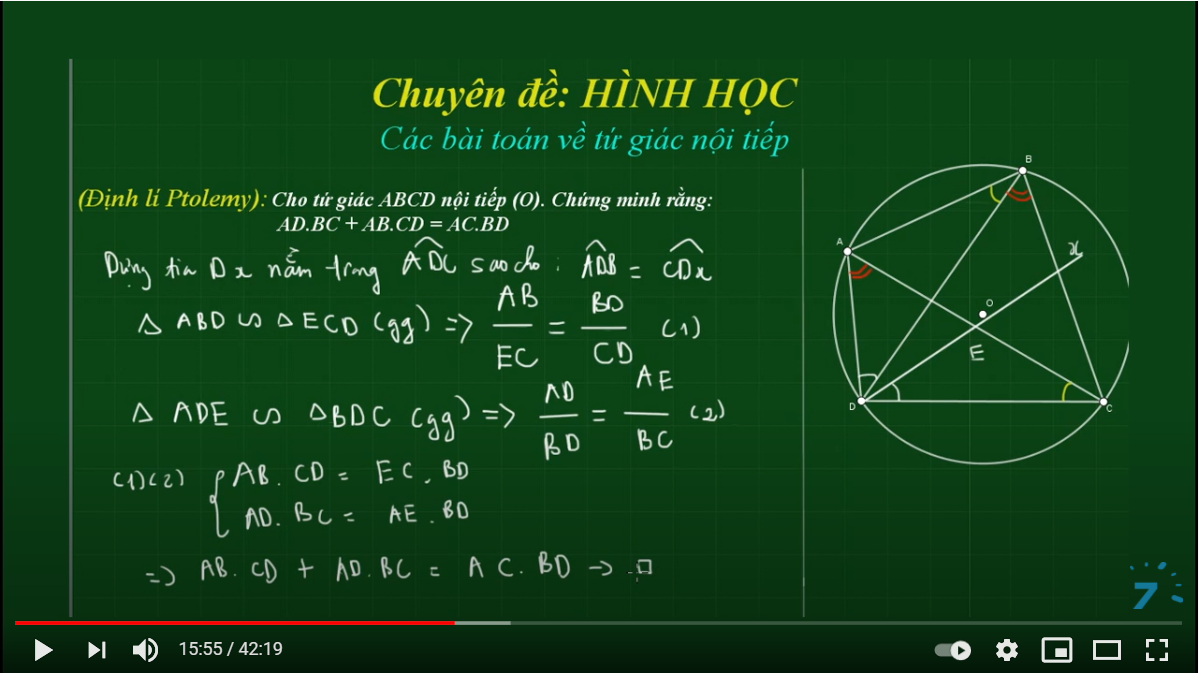 Chuyên đề: HÌNH HỌC
Các bài toán về tứ giác nội tiếp
(Định lí Ptolemy): Cho tứ giác ABCD nội tiếp (O). Chứng minh rằng:
AD.BC + AB.CD = AC.BD
Dựng tia Dx nằm trong \widehat{ADC} sao cho : \widehat{ADB} = \widehat{CDx}
Δ ABD ∽ Δ ECD (gg) => AB/EC = BD/CD (1)
Δ ADE ∽ Δ BDC (gg) => AD/BD = AE/BC (2)
(1)(2) { AB. CD = EC. BD
AD. BC = AE. BD
=> AB. CD + AD. BC = AC. BD → □
B
A
x
O
E
D
C
7
15:55 / 42:19